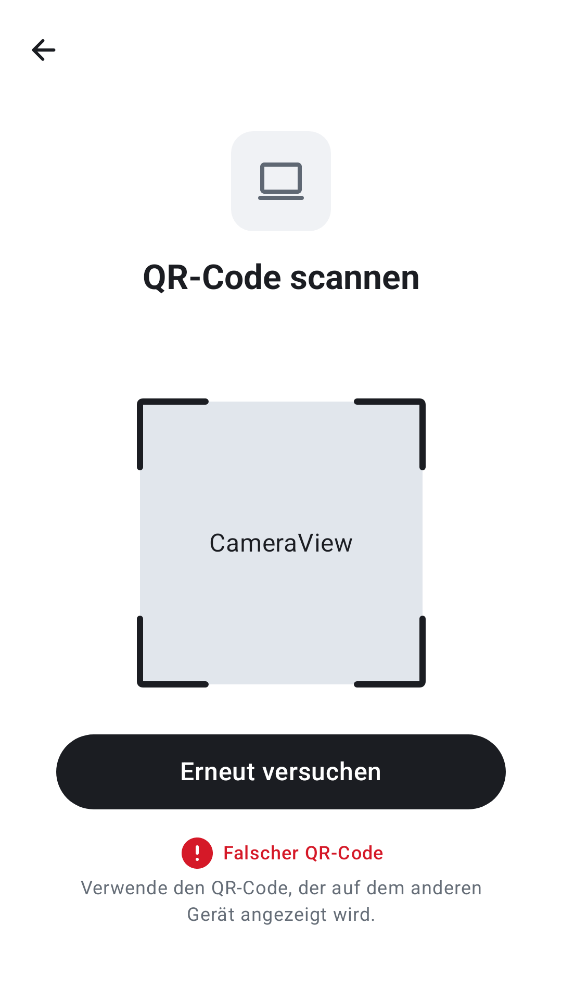 QR-Code scannen
CameraView
Erneut versuchen
Falscher QR-Code
Verwende den QR-Code, der auf dem anderen
Gerät angezeigt wird.